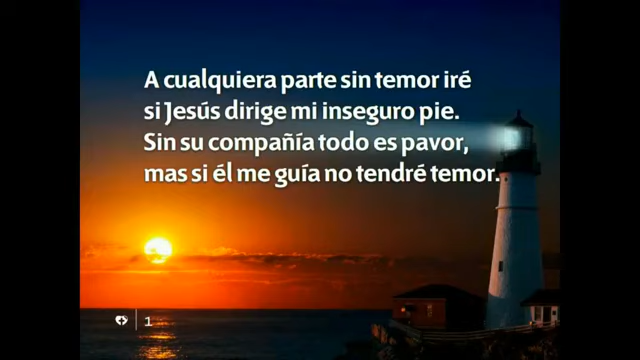 A cualquiera parte sin temor iré
si Jesús dirige mi inseguro pie.
Sin su compañía todo es pavor,
mas si él me guía no tendré temor.
1